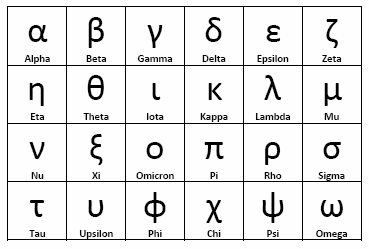 α β γ δ ε ζ
Alpha Beta Gamma Delta Epsilon Zeta
η θ ι κ λ μ
Eta Theta Iota Kappa Lambda Mu
ν ξ ο π ρ σ
Nu Xi Omicron Pi Rho Sigma
τ υ φ χ ψ ω
Tau Upsilon Phi Chi Psi Omega